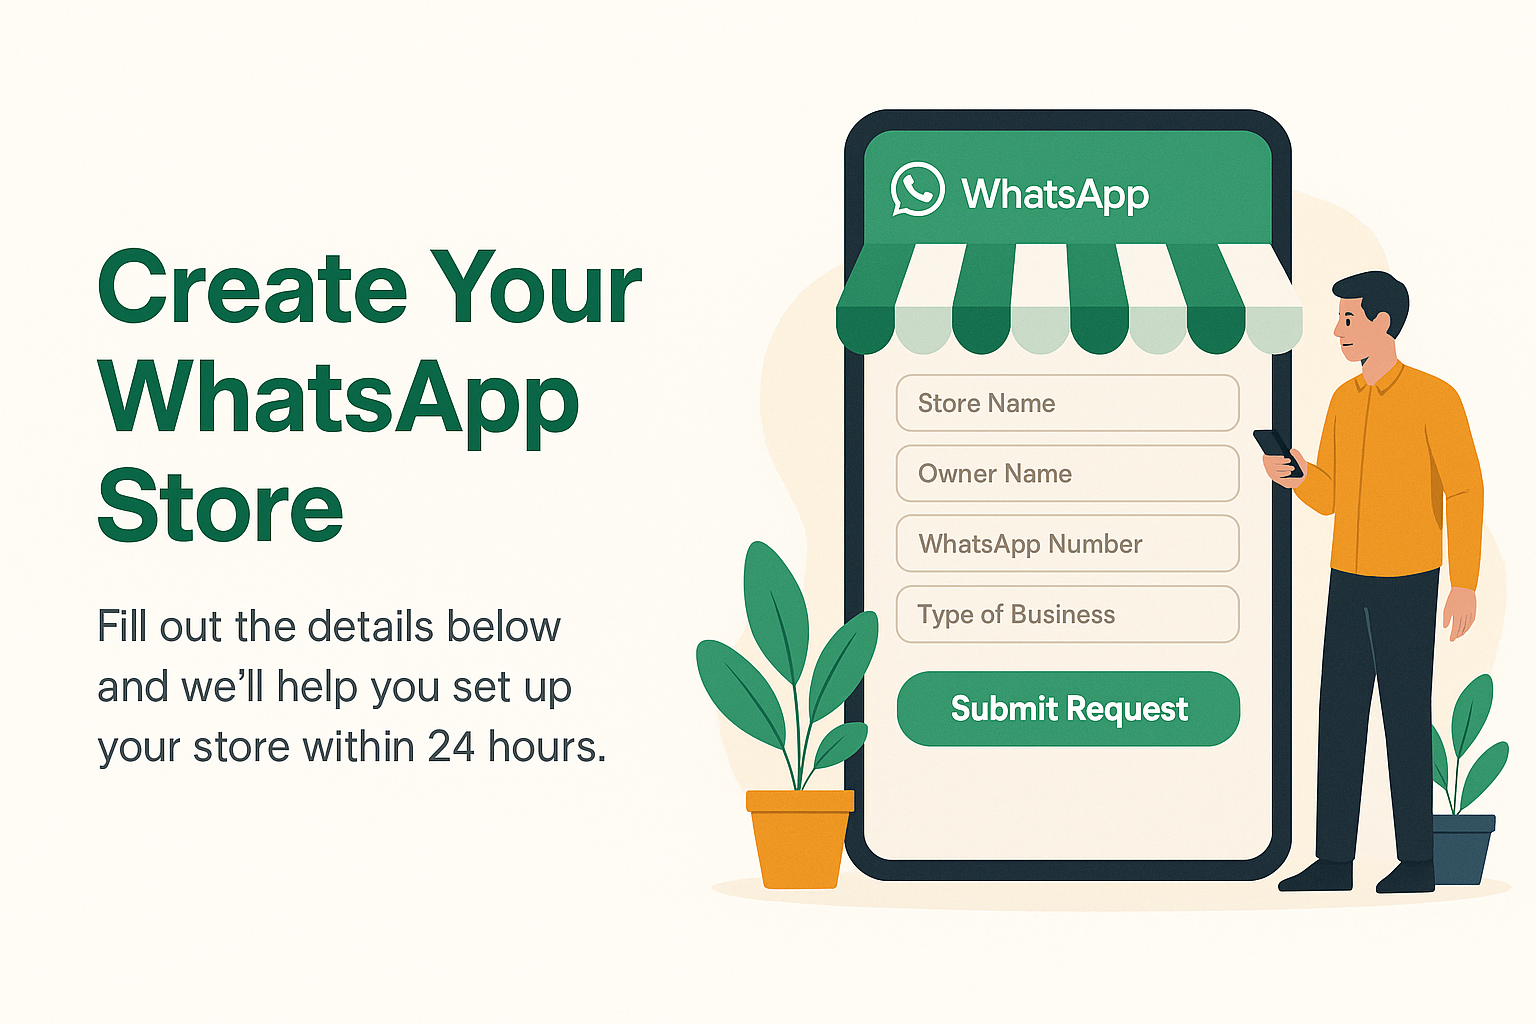 Create Your
WhatsApp
Store
Fill out the details below
and we’ll help you set up
your store within 24 hours.
WhatsApp
Store Name
Owner Name
WhatsApp Number
Type of Business
Submit Request